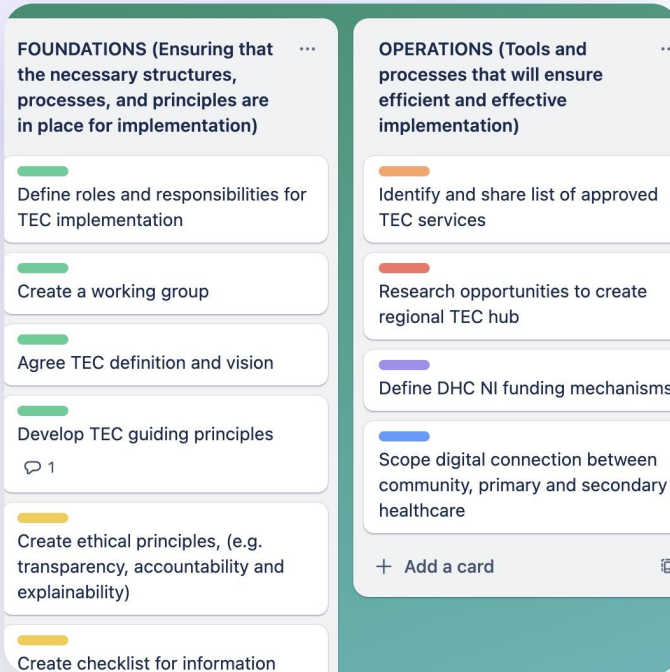 FOUNDATIONS (Ensuring that
the necessary structures,
processes, and principles are
in place for implementation)
Define roles and responsibilities for
TEC implementation
Create a working group
Agree TEC definition and vision
Develop TEC guiding principles
1
Create ethical principles, (e.g.
transparency, accountability and
explainability)
Create checklist for information
OPERATIONS (Tools and
processes that will ensure
efficient and effective
implementation)
Identify and share list of approved
TEC services
Research opportunities to create
regional TEC hub
Define DHC NI funding mechanisms
Scope digital connection between
community, primary and secondary
healthcare
+ Add a card